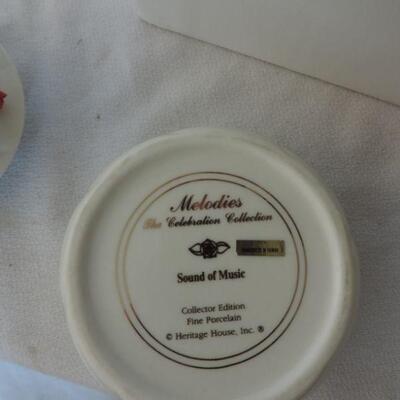 Melodies
The Celebration Collection
Sound of Music
Collector Edition
Fine Porcelain
© Heritage House, Inc. ®